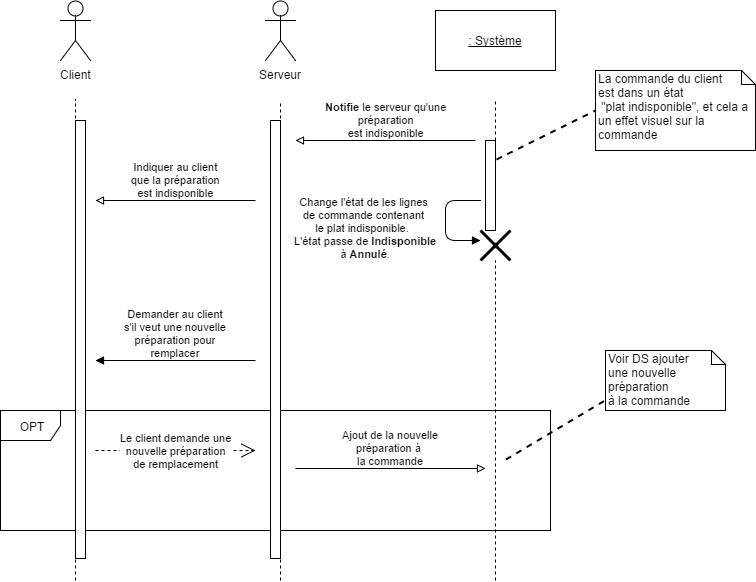 Client
Serveur
: Système
La commande du client
est dans un état
"plat indisponible", et cela a
un effet visuel sur la
commande
Notifie le serveur qu'une
préparation
est indisponible
Indiquer au client
que la préparation
est indisponible
Change l'état de les lignes
de commande contenant
le plat indisponible.
L'état passe de Indisponible
à Annulé.
Demander au client
s'il veut une nouvelle
préparation pour
remplacer
Voir DS ajouter
une nouvelle
préparation
à la commande
OPT
Le client demande une
nouvelle préparation
de remplacement
Ajout de la nouvelle
préparation à
la commande